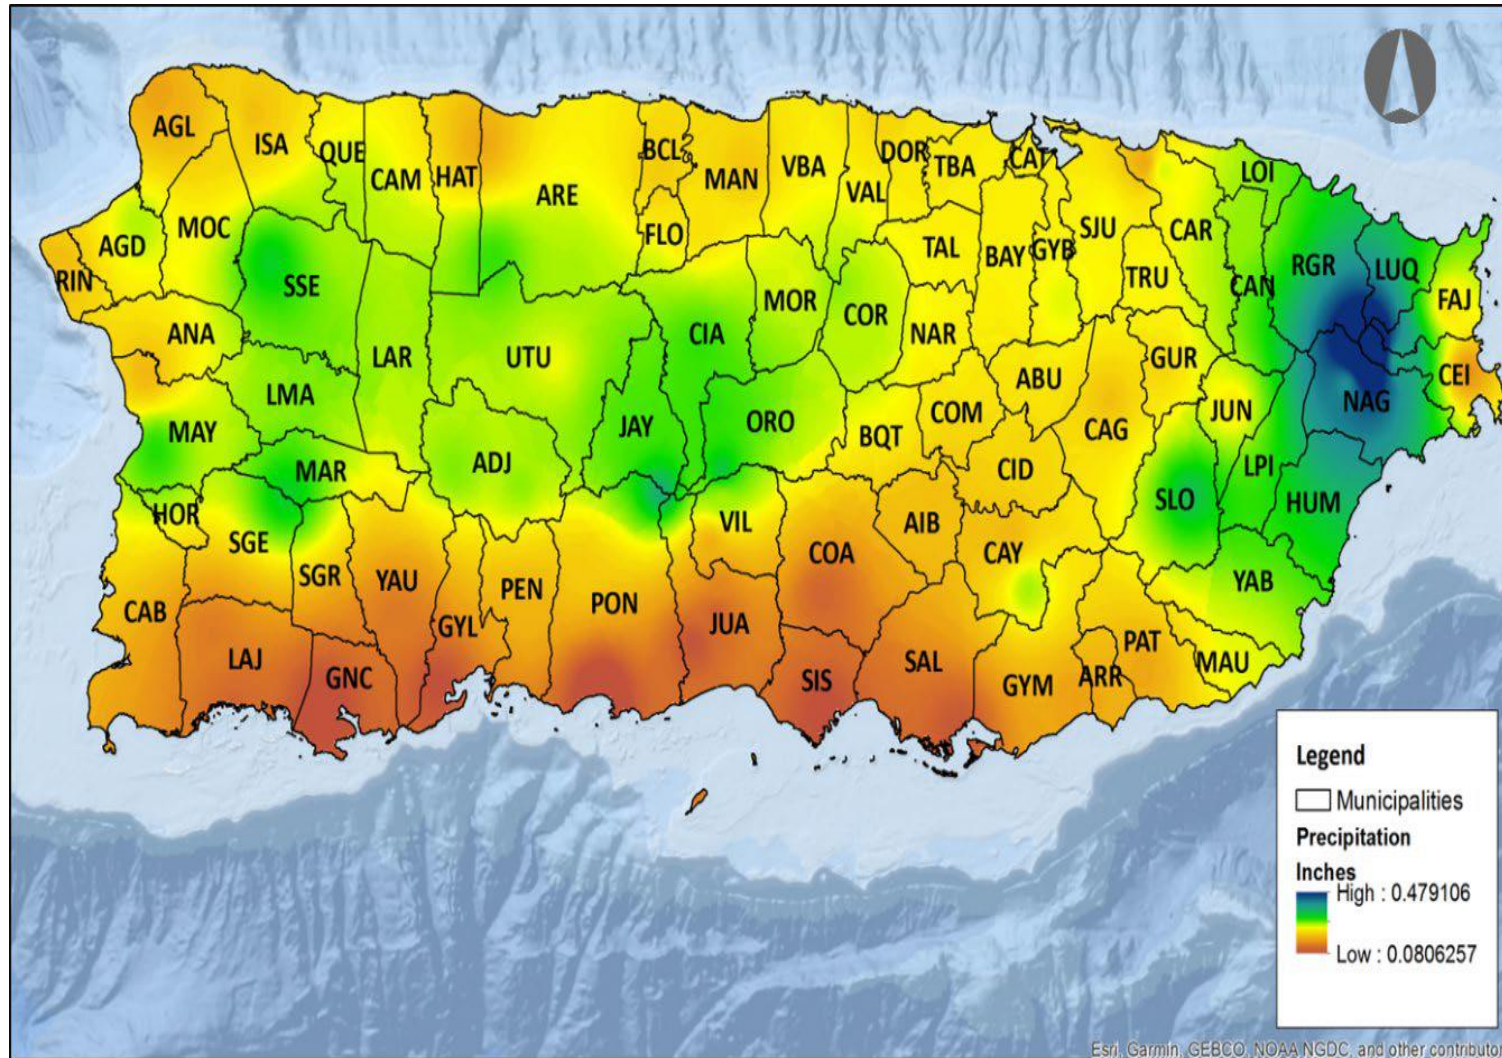 AGL
ISA
QUE
CAM
HAT
ARE
BCL
MAN
VBA
VAL
DOR
TBA
CAT
LOI
RIN
AGD
MOC
SSE
FLO
MOR
COR
TAL
BAY
GYB
SJU
TRU
CAR
CAN
RGR
LUQ
FAJ
ANA
LAR
UTU
CIA
NAR
ABU
GUR
CEI
MAY
LMA
MAR
ADJ
JAY
ORO
BQT
COM
CID
CAG
JUN
LPI
NAG
HOR
SGE
SGR
YAU
VIL
COA
AIB
CAY
SLO
HUM
CAB
LAJ
GNC
GYL
PEN
PON
JUA
SIS
SAL
GYM
ARR
PAT
MAU
YAB
Legend
Municipalities
Precipitation
Inches
High : 0.479106
Low : 0.0806257
Esri, Garmin, GEBCO, NOAA NGDC, and other contributor